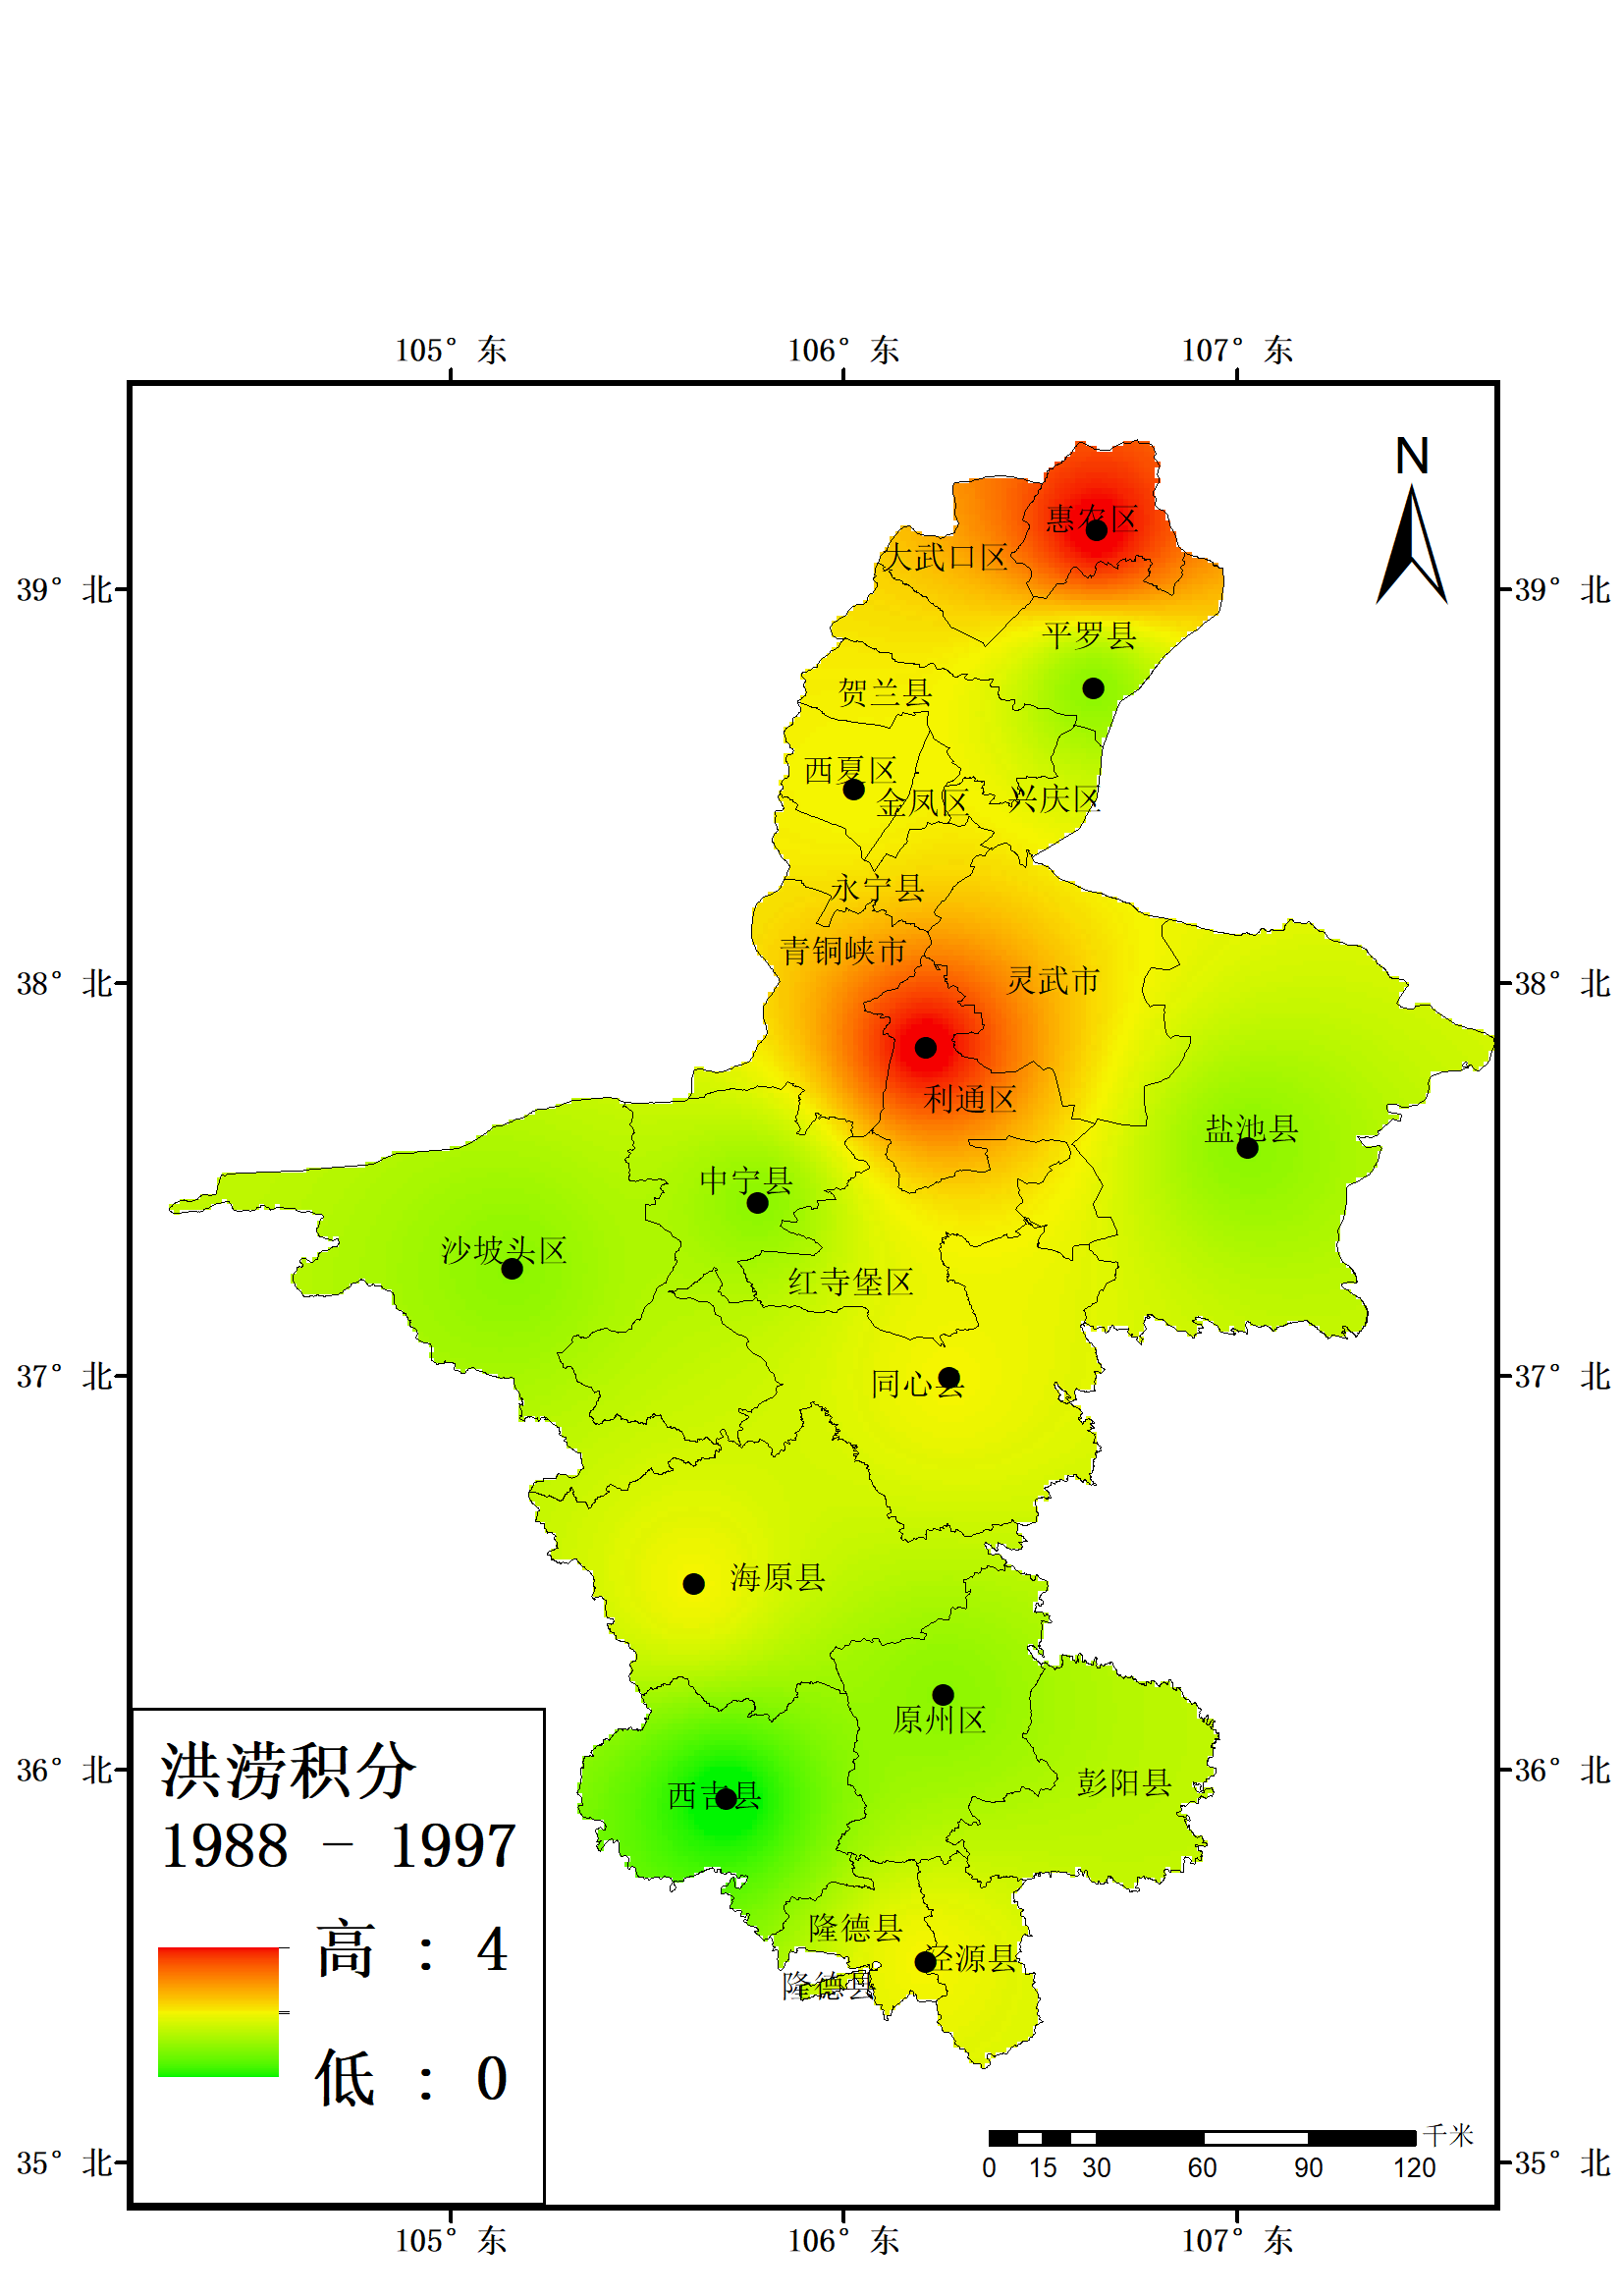 105° 东 106° 东 107° 东
N
惠农区
大武口区
39° 北 39° 北
平罗县
贺兰县
西夏区
金凤区 兴庆区
永宁县
青铜峡市
灵武市
38° 北 38° 北
利通区
盐池县
中宁县
沙坡头区
红寺堡区
37° 北 37° 北
同心县
海原县
原州区
36° 北 36° 北
彭阳县
西吉县
隆德县
泾源县
隆德县
洪涝积分
1988 - 1997
高 : 4
低 : 0
千米
0 15 30 60 90 120
35° 北 35° 北
105° 东 106° 东 107° 东